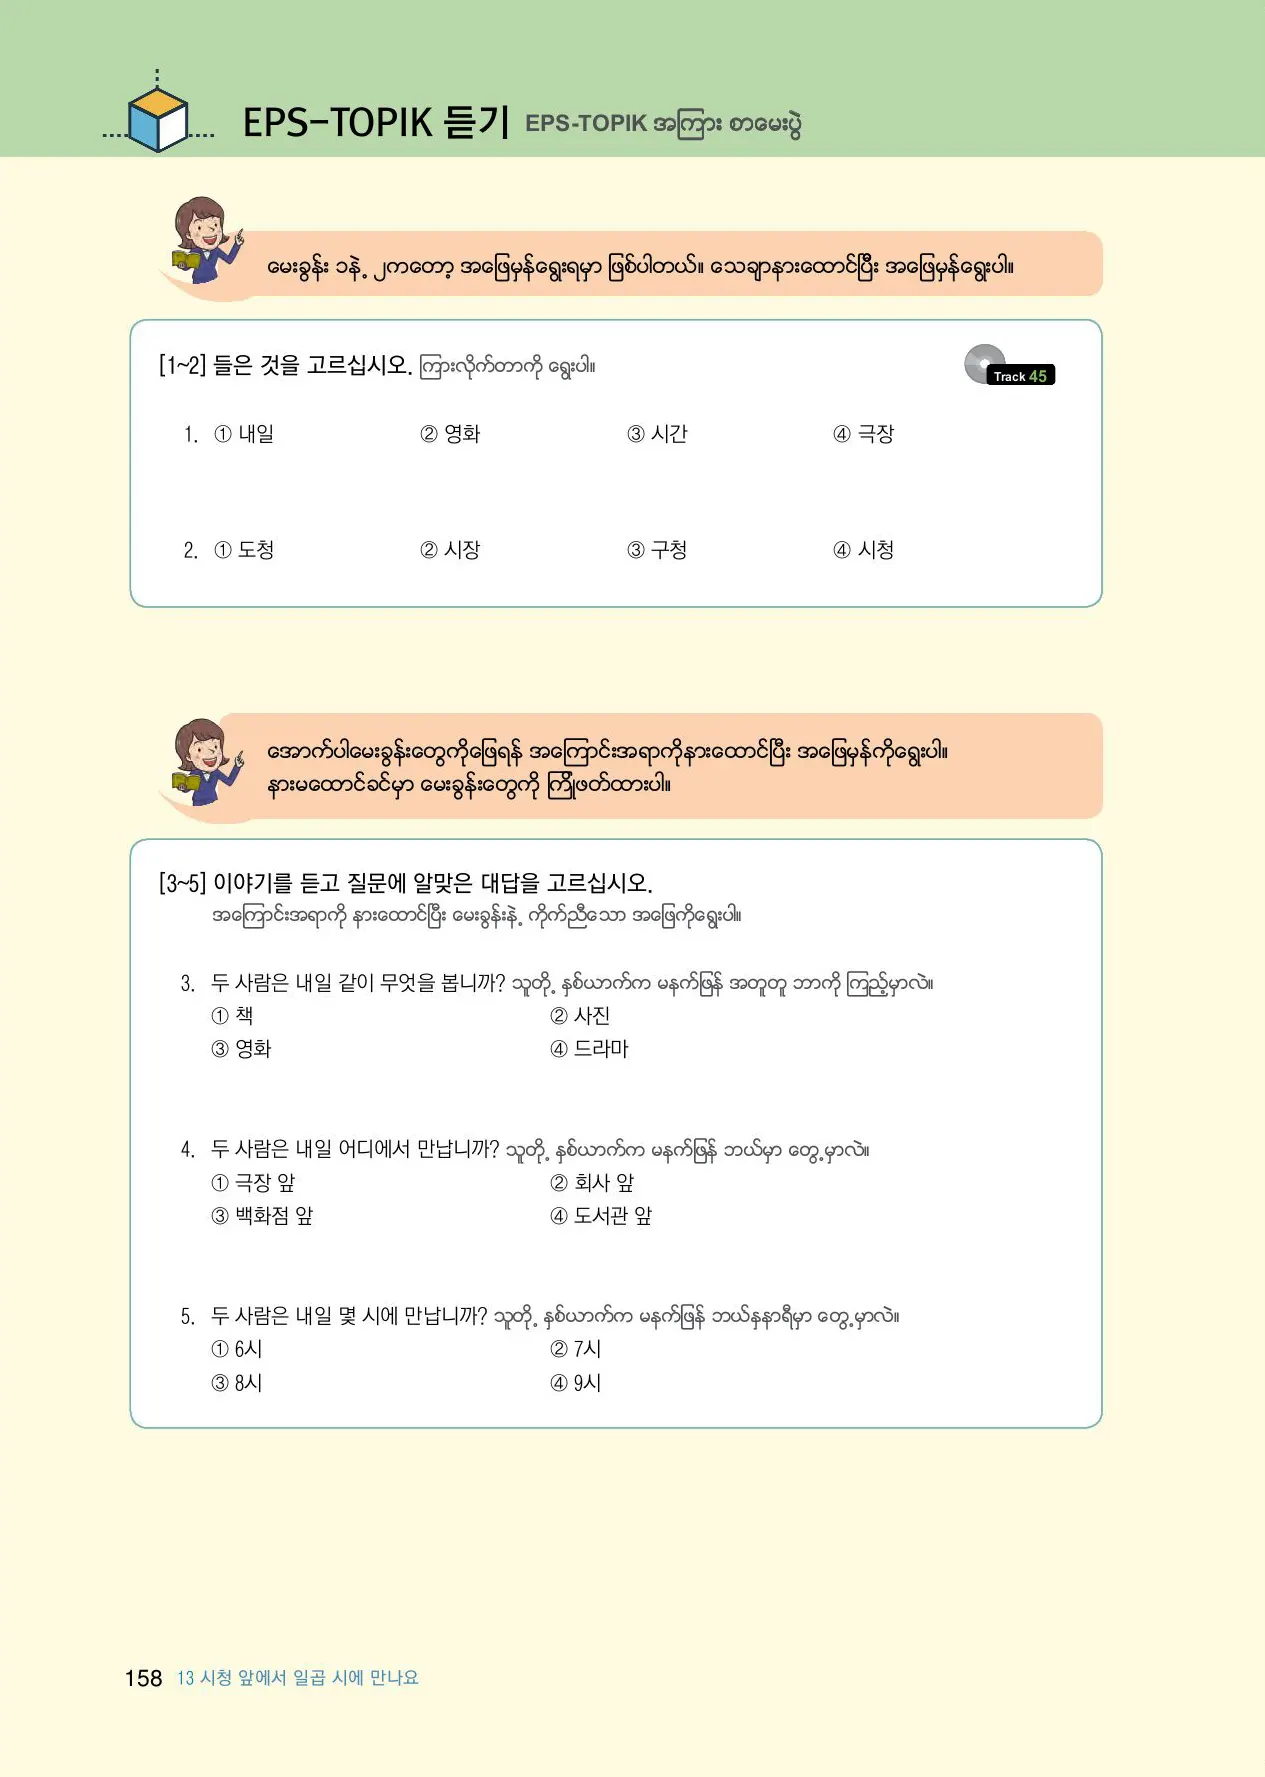 EPS-TOPIK 듣기 EPS-TOPIK အကြား စာမေးပွဲ
မေးခွန်း ၁နဲ့ ၂ကတော့ အဖြေမှန်ရွေးရမှာ ဖြစ်ပါတယ်။ သေချာနားထောင်ပြီး အဖြေမှန်ရွေးပါ။
[1~2] 들은 것을 고르십시오. ကြားလိုက်တာကို ရွေးပါ။
Track 45
1. ① 내일 ② 영화 ③ 시간 ④ 극장
2. ① 도청 ② 시장 ③ 구청 ④ 시청
အောက်ပါမေးခွန်းတွေကိုဖြေရန် အကြောင်းအရာကိုနားထောင်ပြီး အဖြေမှန်ကိုရွေးပါ။
နားမထောင်ခင်မှာ မေးခွန်းတွေကို ကြိုဖတ်ထားပါ။
[3~5] 이야기를 듣고 질문에 알맞은 대답을 고르십시오.
အကြောင်းအရာကို နားထောင်ပြီး မေးခွန်းနဲ့ ကိုက်ညီသော အဖြေကိုရွေးပါ။
3. 두 사람은 내일 같이 무엇을 봅니까? သူတို့ နှစ်ယာက်က မနက်ဖြန် အတူတူ ဘာကို ကြည့်မှာလဲ။
① 책 ② 사진
③ 영화 ④ 드라마
4. 두 사람은 내일 어디에서 만납니까? သူတို့ နှစ်ယာက်က မနက်ဖြန် ဘယ်မှာ တွေ့မှာလဲ။
① 극장 앞 ② 회사 앞
③ 백화점 앞 ④ 도서관 앞
5. 두 사람은 내일 몇 시에 만납니까? သူတို့ နှစ်ယာက်က မနက်ဖြန် ဘယ်နှနာရီမှာ တွေ့မှာလဲ။
① 6시 ② 7시
③ 8시 ④ 9시
158 13 시청 앞에서 일곱 시에 만나요